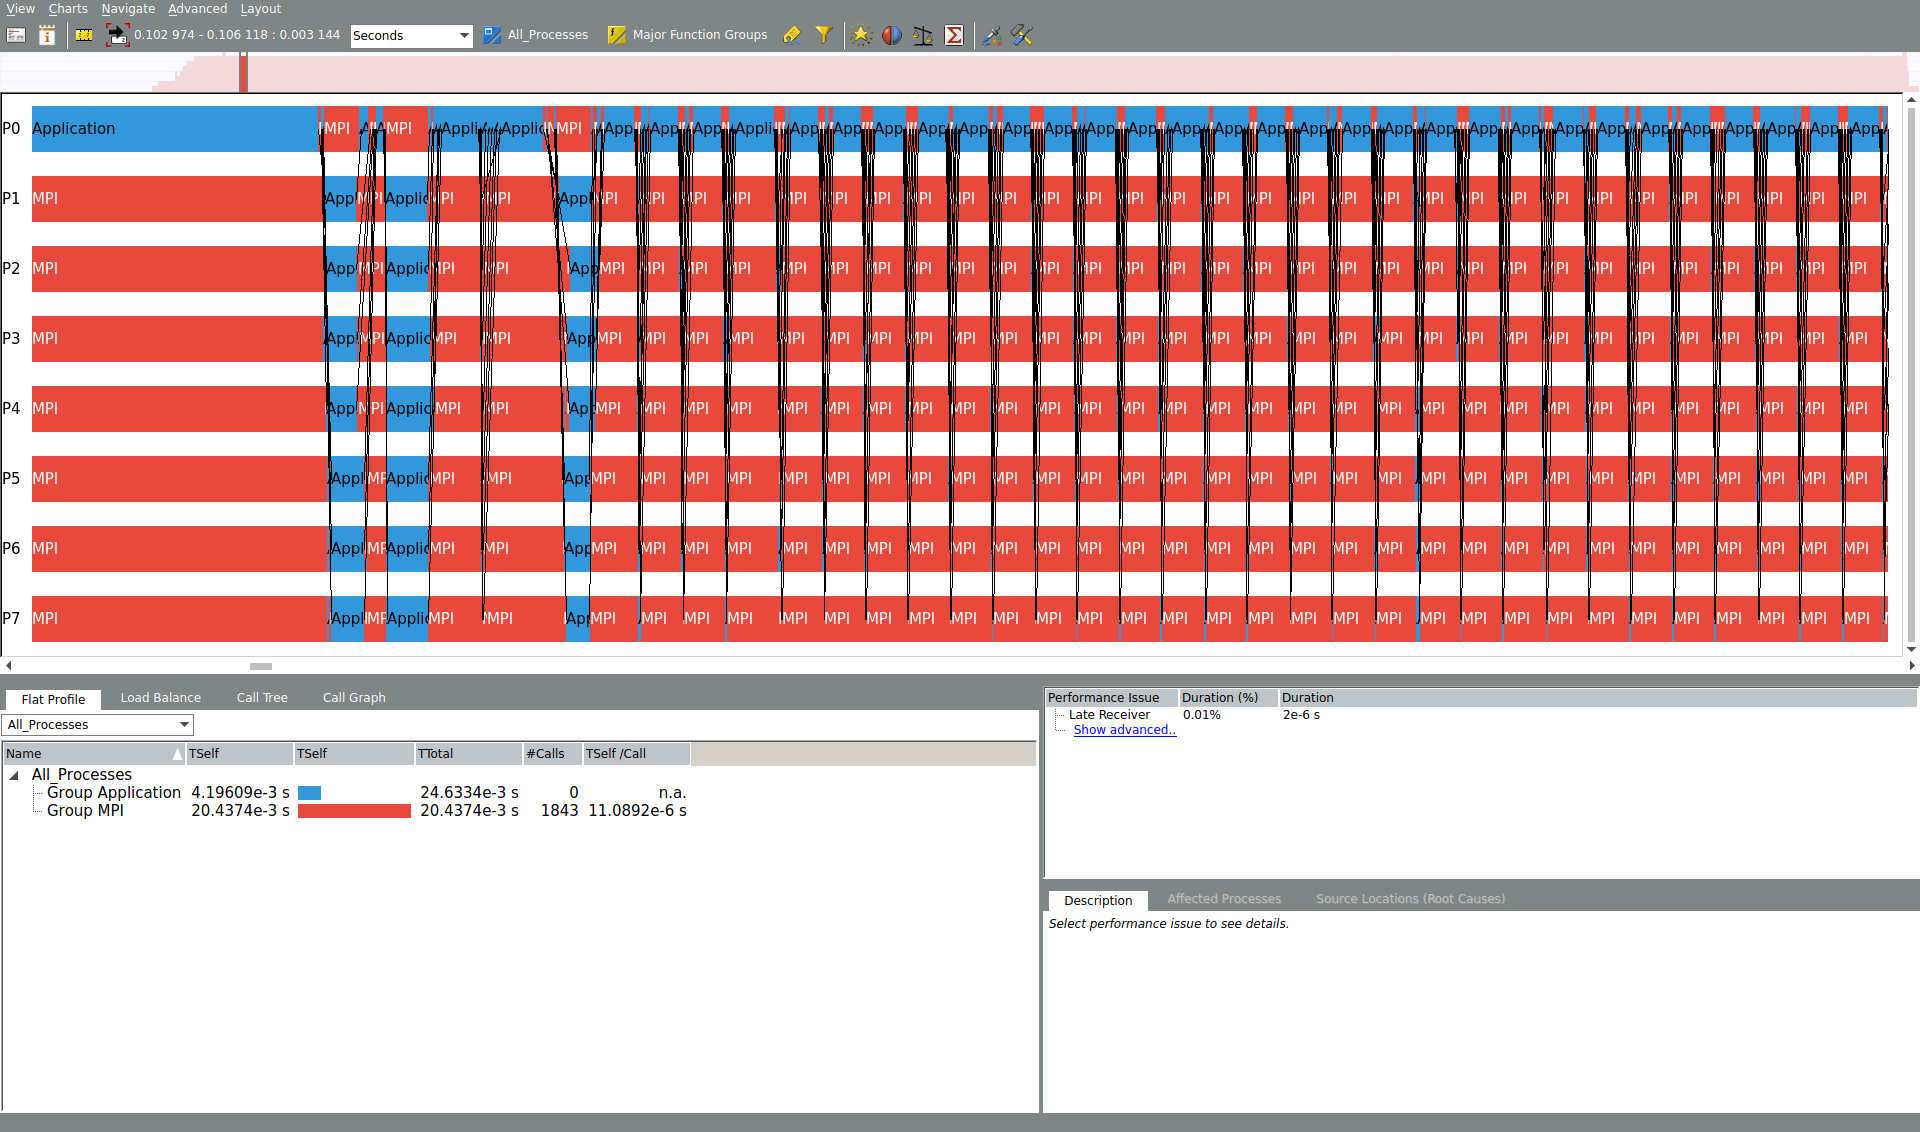 View Charts Navigate Advanced Layout
0.102 974 - 0.106 118 : 0.003 144 Seconds All_Processes Major Function Groups
P0 Application MPI MPI Appli Applic MPI App App App Appli App App App App App App App App App App App App App App App App App App App App App App App App
P1 MPI App Applic MPI MPI Appl MPI MPI MPI MPI MPI MPI MPI MPI MPI MPI MPI MPI MPI MPI MPI MPI MPI MPI MPI MPI MPI MPI MPI MPI MPI MPI MPI
P2 MPI App MPI Applic MPI MPI App MPI MPI MPI MPI MPI MPI MPI MPI MPI MPI MPI MPI MPI MPI MPI MPI MPI MPI MPI MPI MPI MPI MPI MPI MPI MPI MPI
P3 MPI App MPI Applic MPI MPI App MPI MPI MPI MPI MPI MPI MPI MPI MPI MPI MPI MPI MPI MPI MPI MPI MPI MPI MPI MPI MPI MPI MPI MPI MPI MPI MPI
P4 MPI App MPI Applic MPI MPI Ap MPI MPI MPI MPI MPI MPI MPI MPI MPI MPI MPI MPI MPI MPI MPI MPI MPI MPI MPI MPI MPI MPI MPI MPI MPI MPI MPI
P5 MPI Appl MP Applic MPI MPI App MPI MPI MPI MPI MPI MPI MPI MPI MPI MPI MPI MPI MPI MPI MPI MPI MPI MPI MPI MPI MPI MPI MPI MPI MPI MPI MPI
P6 MPI Appl MP Applic MPI MPI App MPI MPI MPI MPI MPI MPI MPI MPI MPI MPI MPI MPI MPI MPI MPI MPI MPI MPI MPI MPI MPI MPI MPI MPI MPI MPI MPI
P7 MPI Appl MP Applic MPI MPI Ap MPI MPI MPI MPI MPI MPI MPI MPI MPI MPI MPI MPI MPI MPI MPI MPI MPI MPI MPI MPI MPI MPI MPI MPI MPI MPI MPI
Flat Profile Load Balance Call Tree Call Graph
All_Processes
Name TSelf TSelf TTotal #Calls TSelf /Call
All_Processes
Group Application 4.19609e-3 s 24.6334e-3 s 0 n.a.
Group MPI 20.4374e-3 s 20.4374e-3 s 1843 11.0892e-6 s
Performance Issue Duration (%) Duration
Late Receiver 0.01% 2e-6 s
Show advanced..
Description Affected Processes Source Locations (Root Causes)
Select performance issue to see details.